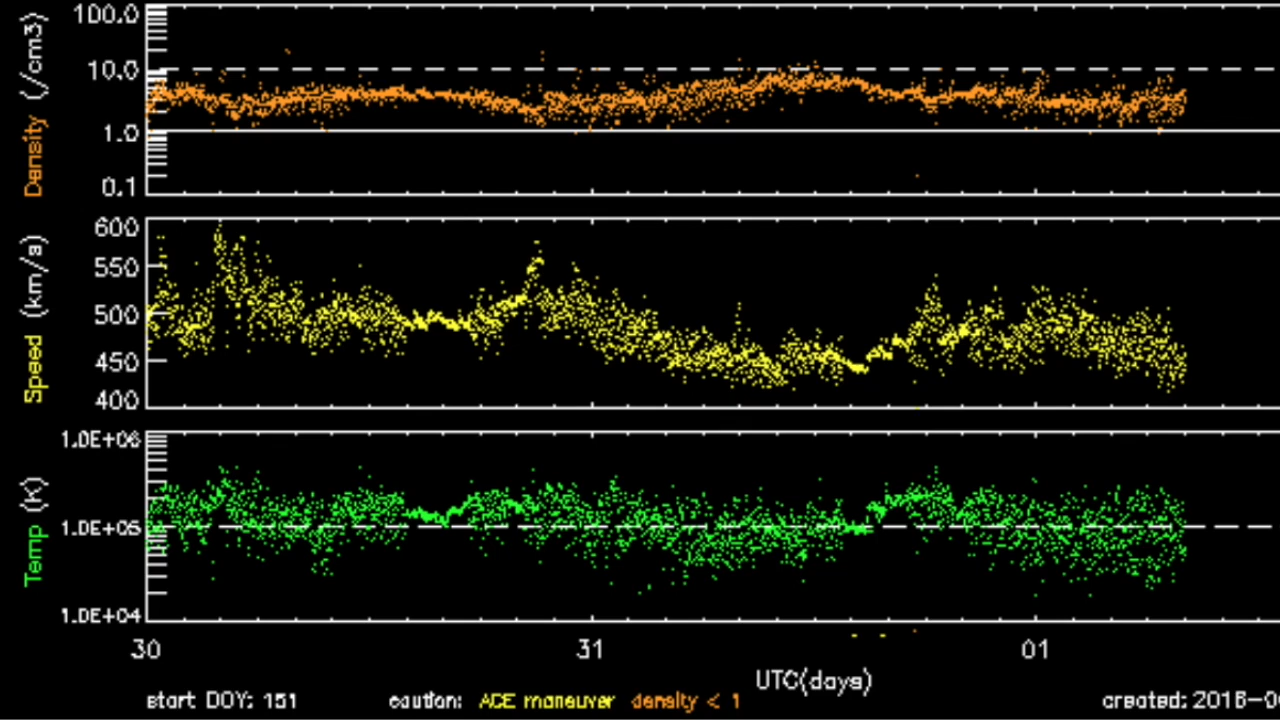 Density (/cm3)
100.0
10.0
1.0
0.1
Speed (km/s)
600
550
500
450
400
Temp (K)
1.0E+06
1.0E+05
1.0E+04
30 31 01
UTC(days)
start DOY: 151 caution: ACE maneuver density < 1 created: